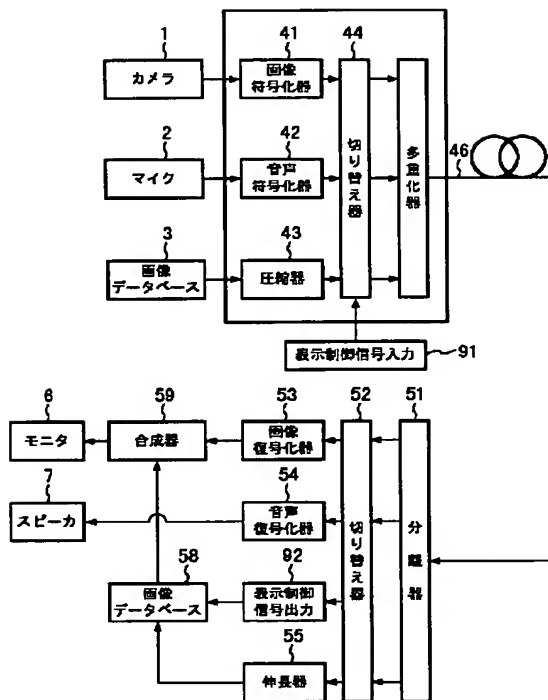 1
カメラ
41
画像
符号化器
44
切り替え器
多重化器
46
2
マイク
42
音声
符号化器
3
画像
データベース
43
圧縮器
表示制御信号入力
91
6
モニタ
59
合成器
53
画像
復号化器
52
切り替え器
51
分離器
7
スピーカ
54
音声
復号化器
58
画像
データベース
92
表示制御
信号出力
55
伸長器